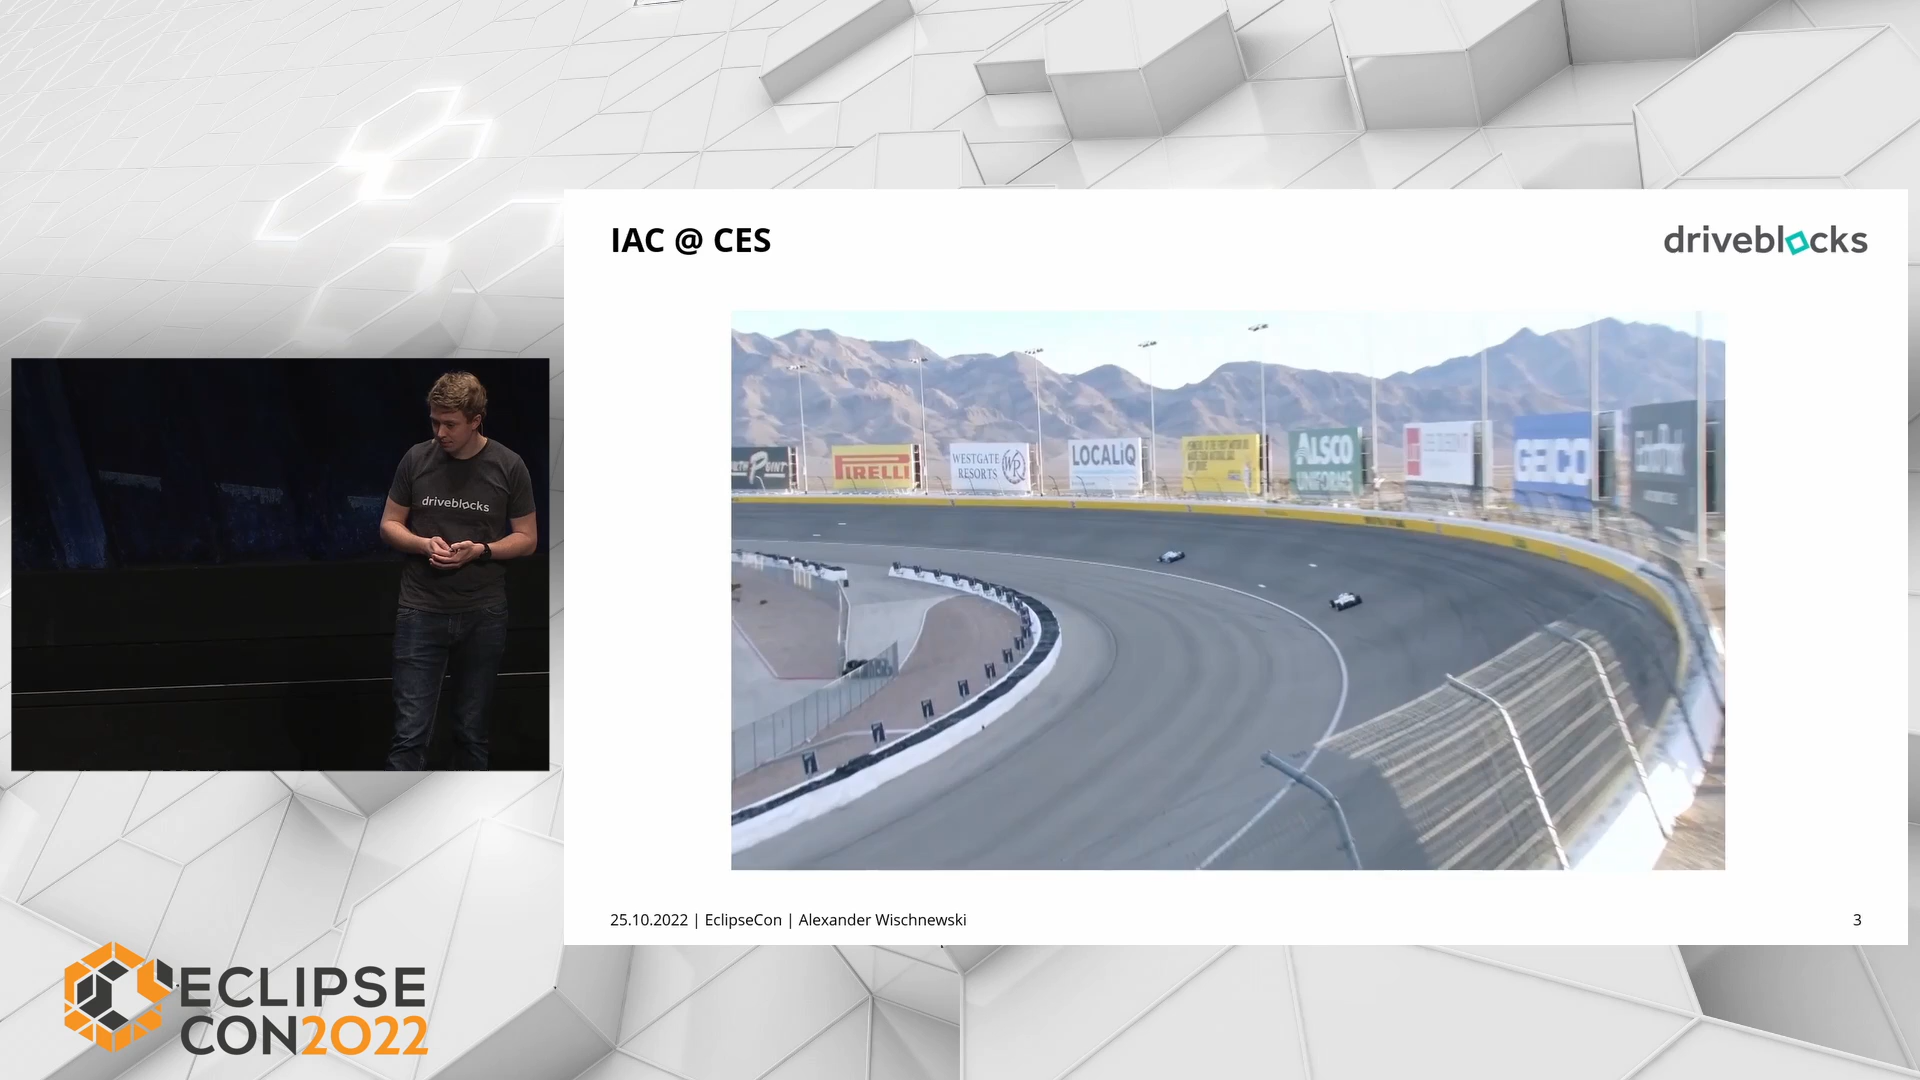 IAC @ CES
driveblocks
driveblocks
PIRELLI
WESTGATE
RESORTS
WR
LOCALiQ
ALSCO
UNIFORMS
GEICO
25.10.2022 | EclipseCon | Alexander Wischnewski
3
ECLIPSE
CON2022